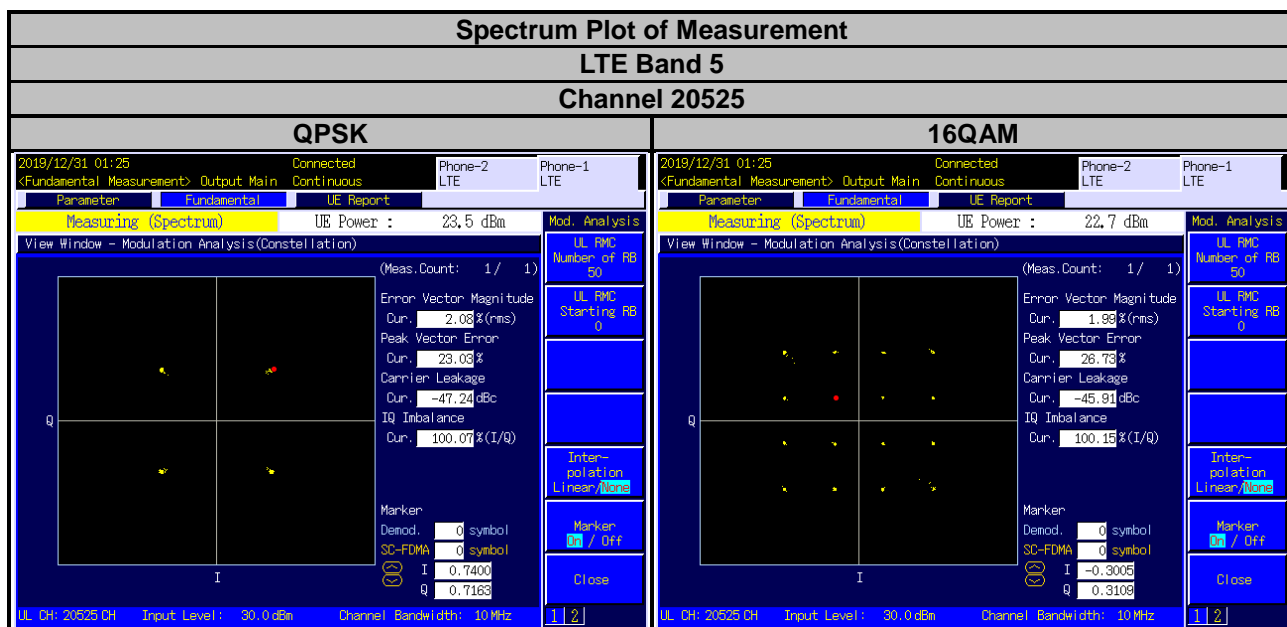 Spectrum Plot of Measurement
LTE Band 5
Channel 20525
QPSK
16QAM
2019/12/31 01:25 Connected Phone-2 Phone-1
<Fundamental Measurement> Output Main Continuous LTE LTE
Parameter Fundamental UE Report
Measuring (Spectrum) UE Power : 23.5 dBm Mod. Analysis
View Window - Modulation Analysis(Constellation)
UL RMC
Number of RB
50
(Meas.Count: 1/ 1)
Error Vector Magnitude
Cur. 2.08 %(rms)
UL RMC
Starting RB
0
Peak Vector Error
Cur. 23.03 %
Carrier Leakage
Cur. -47.24 dBc
IQ Imbalance
Cur. 100.07 %(I/Q)
Q
I
Inter-
polation
Linear/None
Marker
Demod. 0 symbol
SC-FDMA 0 symbol
I 0.7400
Q 0.7163
Marker
On / Off
Close
UL CH: 20525 CH Input Level: 30.0 dBm Channel Bandwidth: 10 MHz 1 2
2019/12/31 01:25 Connected Phone-2 Phone-1
<Fundamental Measurement> Output Main Continuous LTE LTE
Parameter Fundamental UE Report
Measuring (Spectrum) UE Power : 22.7 dBm Mod. Analysis
View Window - Modulation Analysis(Constellation)
UL RMC
Number of RB
50
(Meas.Count: 1/ 1)
Error Vector Magnitude
Cur. 1.99 %(rms)
UL RMC
Starting RB
0
Peak Vector Error
Cur. 26.73 %
Carrier Leakage
Cur. -45.91 dBc
IQ Imbalance
Cur. 100.15 %(I/Q)
Q
I
Inter-
polation
Linear/None
Marker
Demod. 0 symbol
SC-FDMA 0 symbol
I -0.3005
Q 0.3109
Marker
On / Off
Close
UL CH: 20525 CH Input Level: 30.0 dBm Channel Bandwidth: 10 MHz 1 2